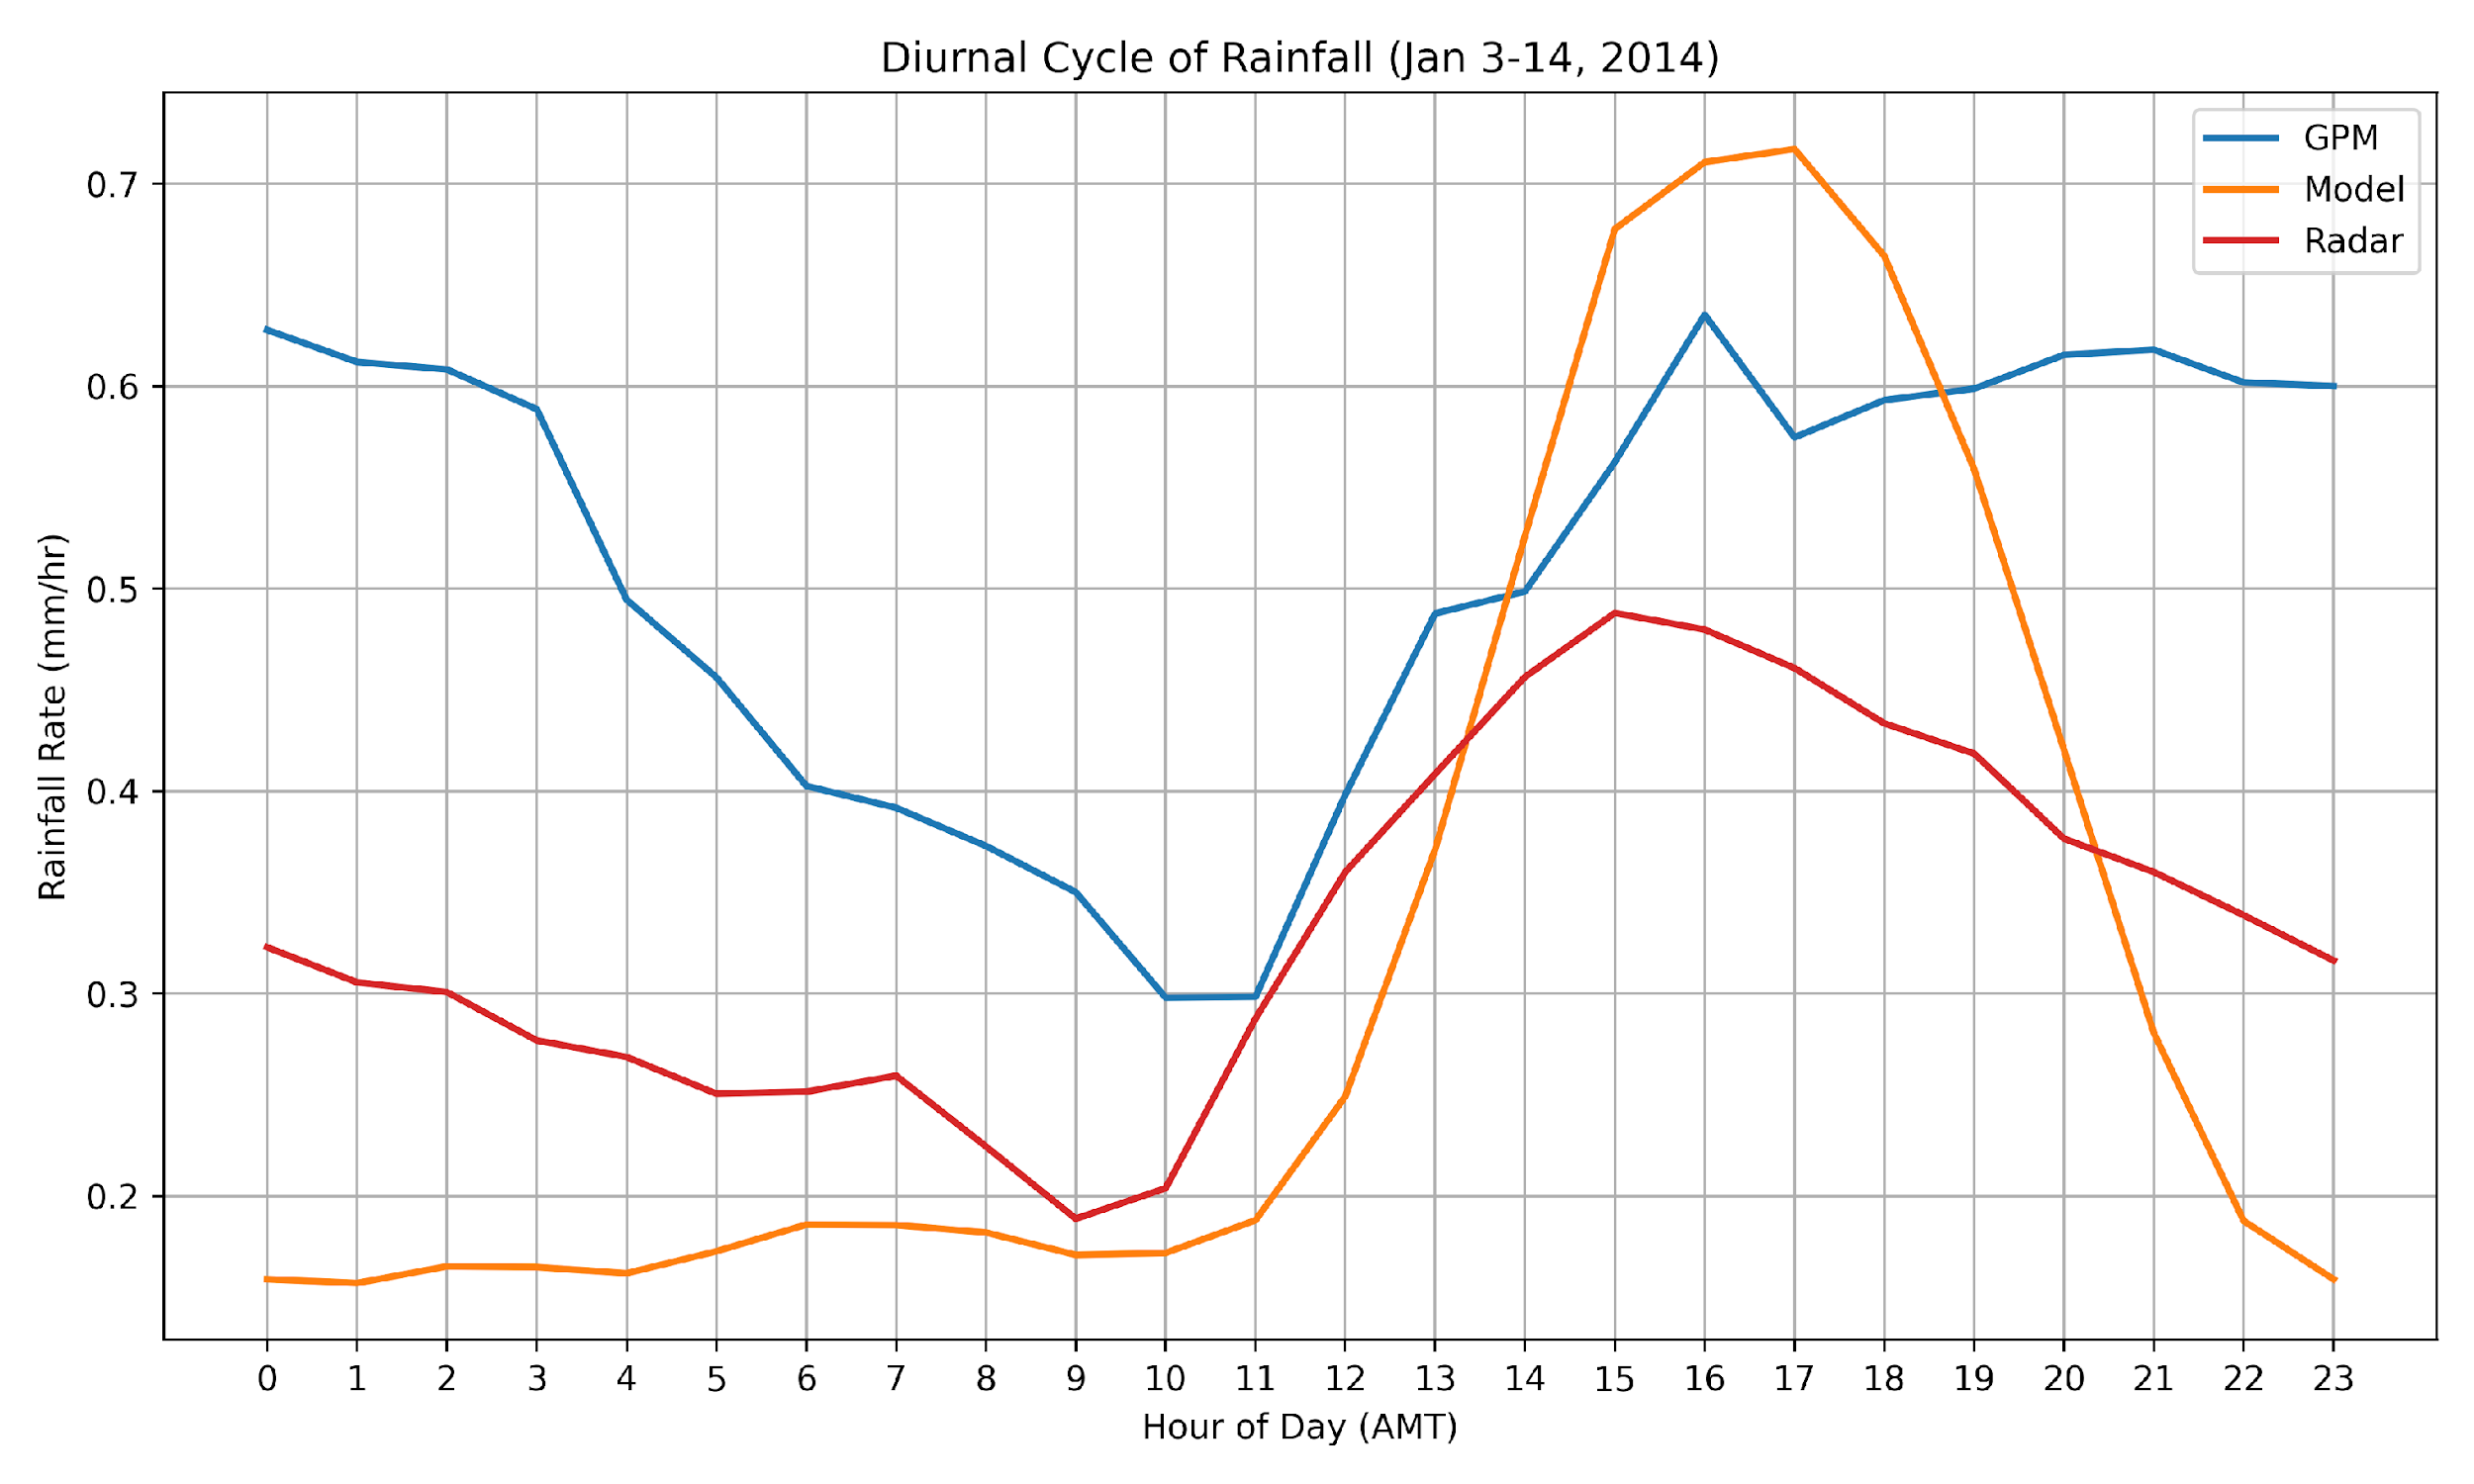 Diurnal Cycle of Rainfall (Jan 3-14, 2014)
GPM
Model
Radar
Rainfall Rate (mm/hr)
0.7
0.6
0.5
0.4
0.3
0.2
0 1 2 3 4 5 6 7 8 9 10 11 12 13 14 15 16 17 18 19 20 21 22 23
Hour of Day (AMT)